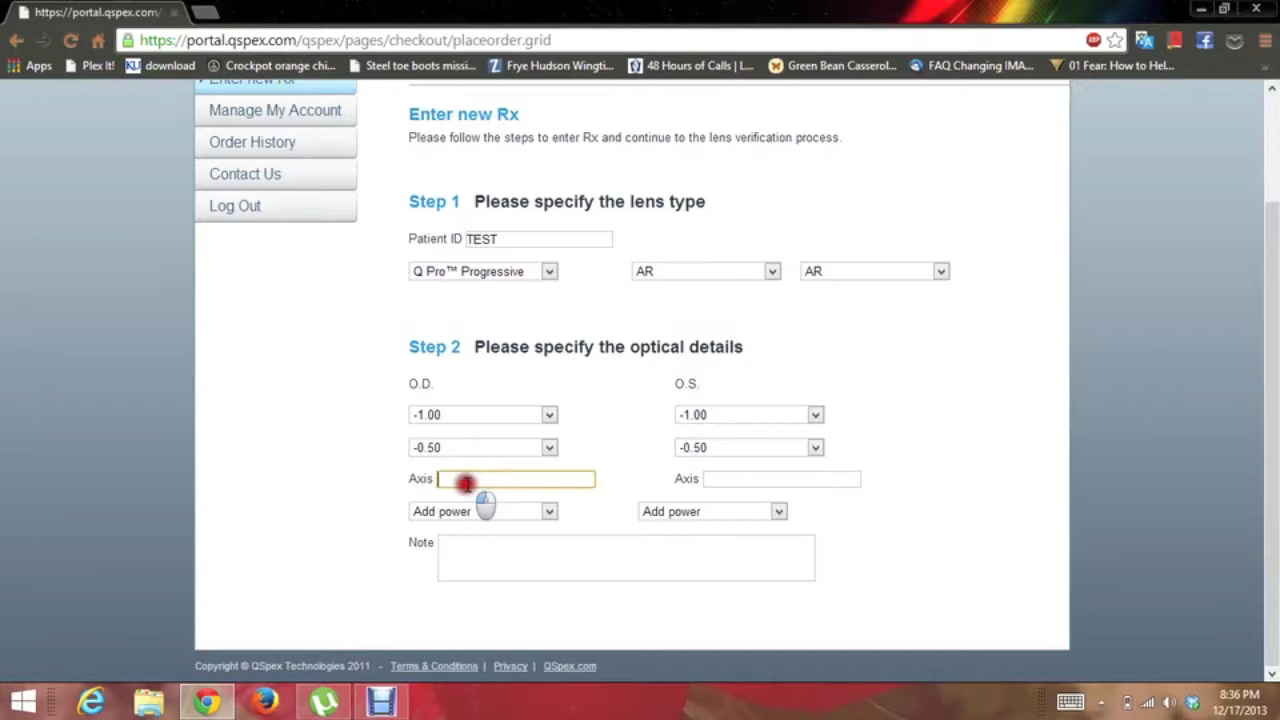 https://portal.qspex.com/
https://portal.qspex.com/qspex/pages/checkout/placeorder.grid
Apps Plex It! KU download Crockpot orange chi... Steel toe boots missi... Frye Hudson Wingti... 48 Hours of Calls | L... Green Bean Casserol... FAQ Changing IMA... 01 Fear: How to Hel...
Enter new Rx
Manage My Account
Order History
Contact Us
Log Out
Enter new Rx
Please follow the steps to enter Rx and continue to the lens verification process.
Step 1 Please specify the lens type
Patient ID TEST
Q Pro™ Progressive AR AR
Step 2 Please specify the optical details
O.D. O.S.
-1.00 -1.00
-0.50 -0.50
Axis Axis
Add power Add power
Note
Copyright © QSpex Technologies 2011 - Terms & Conditions | Privacy | QSpex.com
8:36 PM
12/17/2013